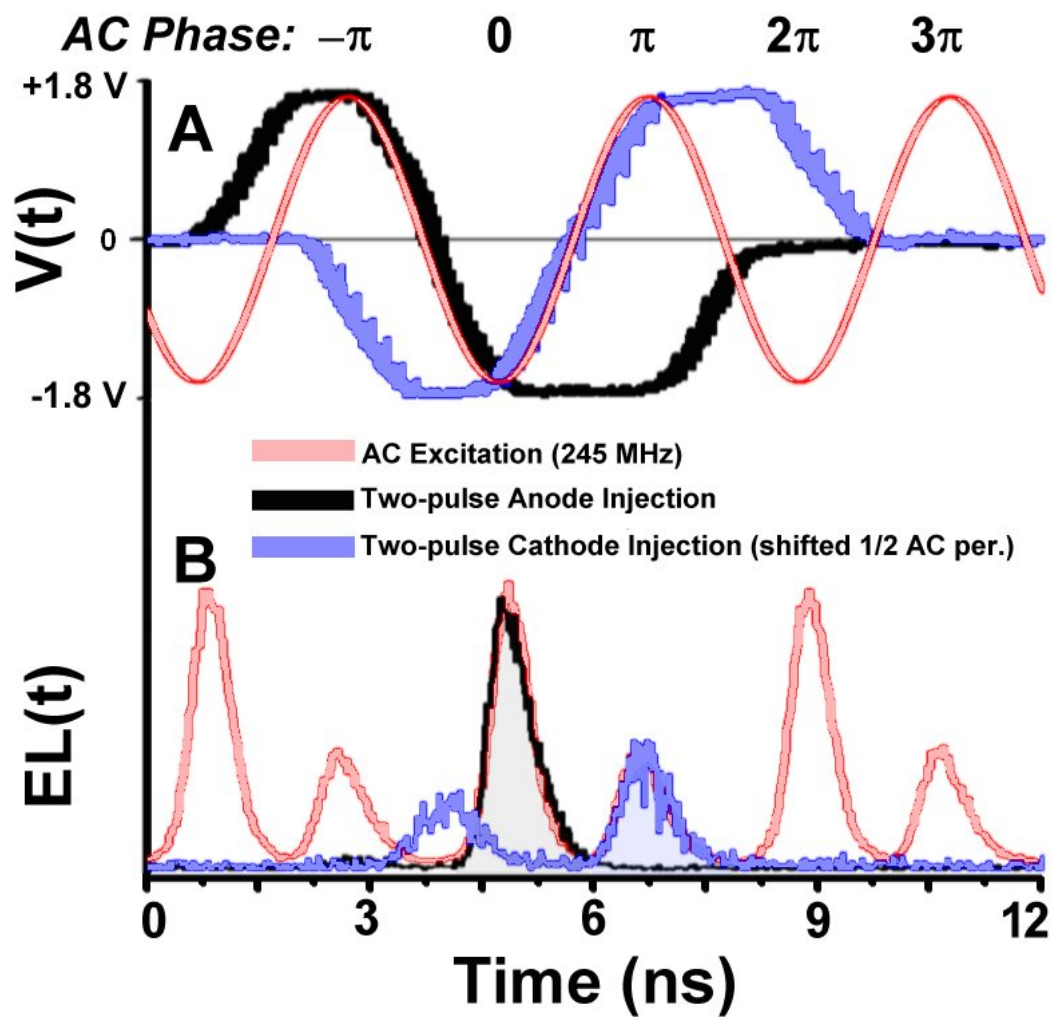 AC Phase: –π 0 π 2π 3π
+1.8 V
A
V(t)
0
-1.8 V
AC Excitation (245 MHz)
Two-pulse Anode Injection
Two-pulse Cathode Injection (shifted 1/2 AC per.)
B
EL(t)
0 3 6 9 12
Time (ns)